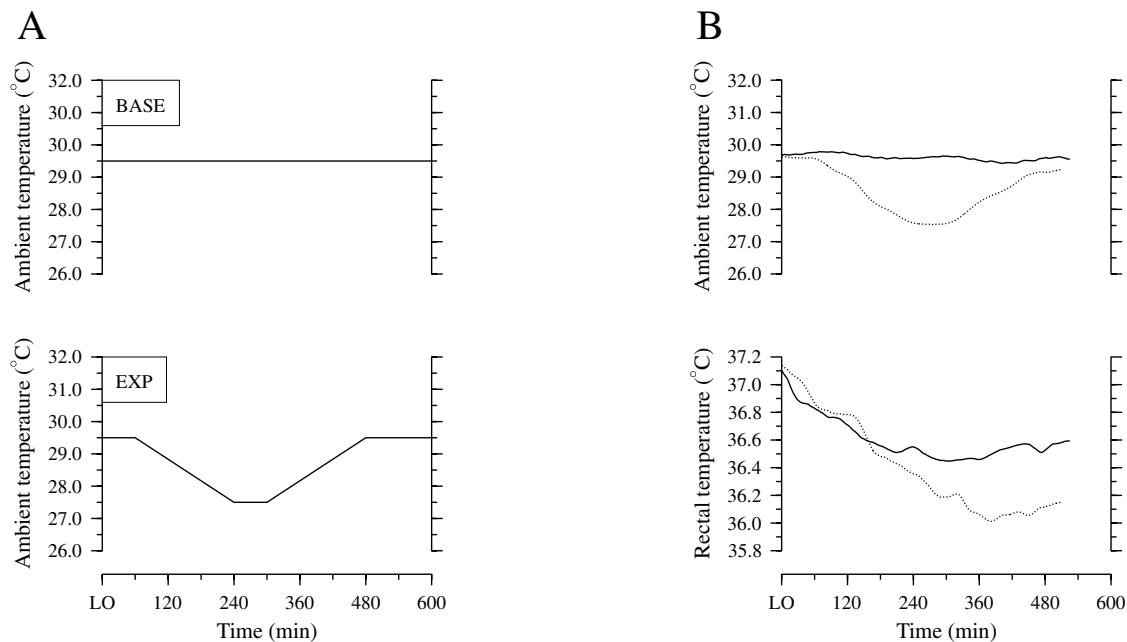 A
B
Ambient temperature (°C)
32.0
31.0
30.0
29.0
28.0
27.0
26.0
BASE
Ambient temperature (°C)
32.0
31.0
30.0
29.0
28.0
27.0
26.0
Ambient temperature (°C)
32.0
31.0
30.0
29.0
28.0
27.0
26.0
EXP
LO 120 240 360 480 600
Time (min)
Rectal temperature (°C)
37.2
37.0
36.8
36.6
36.4
36.2
36.0
35.8
LO 120 240 360 480 600
Time (min)